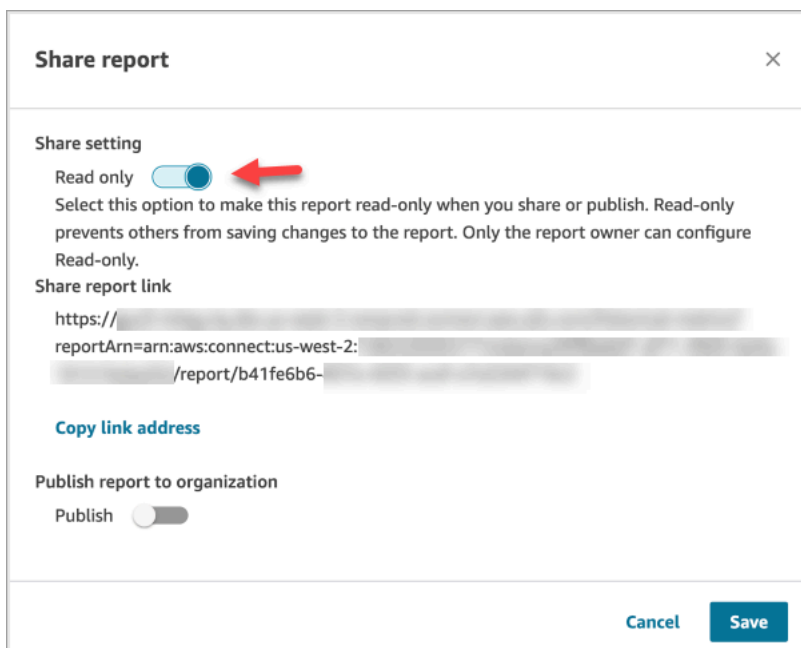 Share report
Share setting
Read only
Select this option to make this report read-only when you share or publish. Read-only
prevents others from saving changes to the report. Only the report owner can configure
Read-only.
Share report link
https://
reportArn=arn:aws:connect:us-west-2:
/report/b41fe6b6-
Copy link address
Publish report to organization
Publish
Cancel
Save